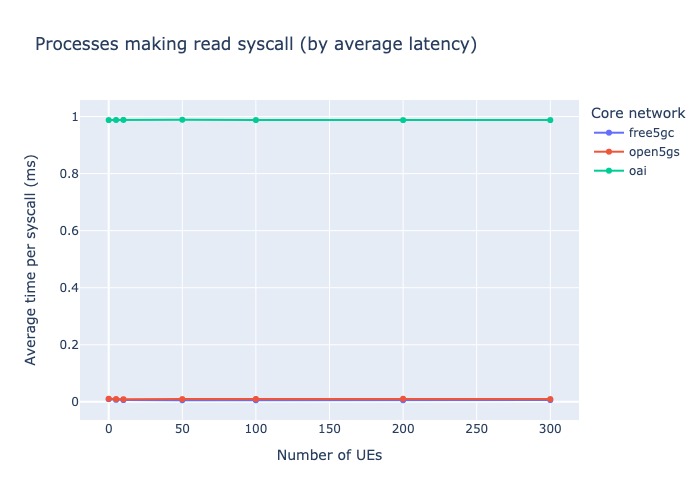 Processes making read syscall (by average latency)
Core network
free5gc
open5gs
oai
Average time per syscall (ms)
1
0.8
0.6
0.4
0.2
0
0 50 100 150 200 250 300
Number of UEs